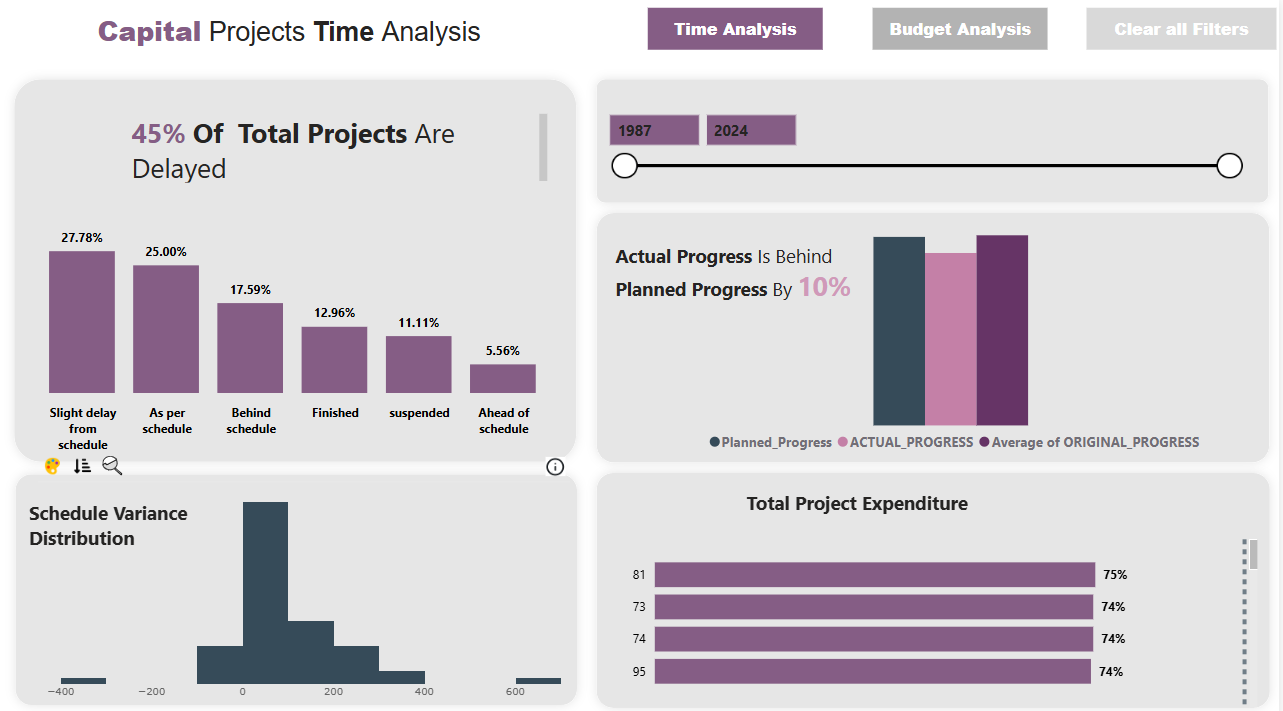 Capital Projects Time Analysis
Time Analysis
Budget Analysis
Clear all Filters
45% Of Total Projects Are
Delayed
27.78%
25.00%
17.59%
12.96%
11.11%
5.56%
Slight delay
from
schedule
As per
schedule
Behind
schedule
Finished
suspended
Ahead of
schedule
1987
2024
Actual Progress Is Behind
Planned Progress By 10%
Planned_Progress ACTUAL_PROGRESS Average of ORIGINAL_PROGRESS
Schedule Variance
Distribution
−400 −200 0 200 400 600
Total Project Expenditure
81 75%
73 74%
74 74%
95 74%